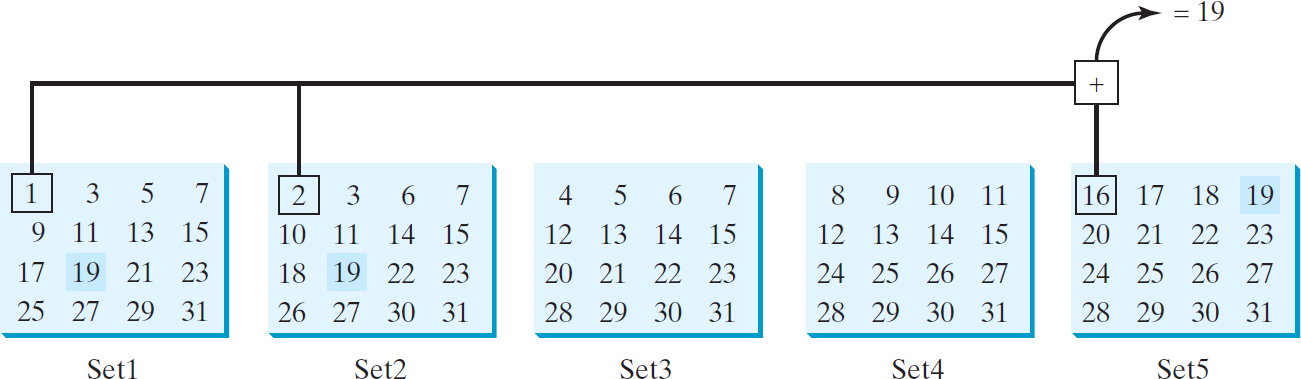 = 19
+
1 3 5 7
9 11 13 15
17 19 21 23
25 27 29 31
Set1
2 3 6 7
10 11 14 15
18 19 22 23
26 27 30 31
Set2
4 5 6 7
12 13 14 15
20 21 22 23
28 29 30 31
Set3
8 9 10 11
12 13 14 15
24 25 26 27
28 29 30 31
Set4
16 17 18 19
20 21 22 23
24 25 26 27
28 29 30 31
Set5